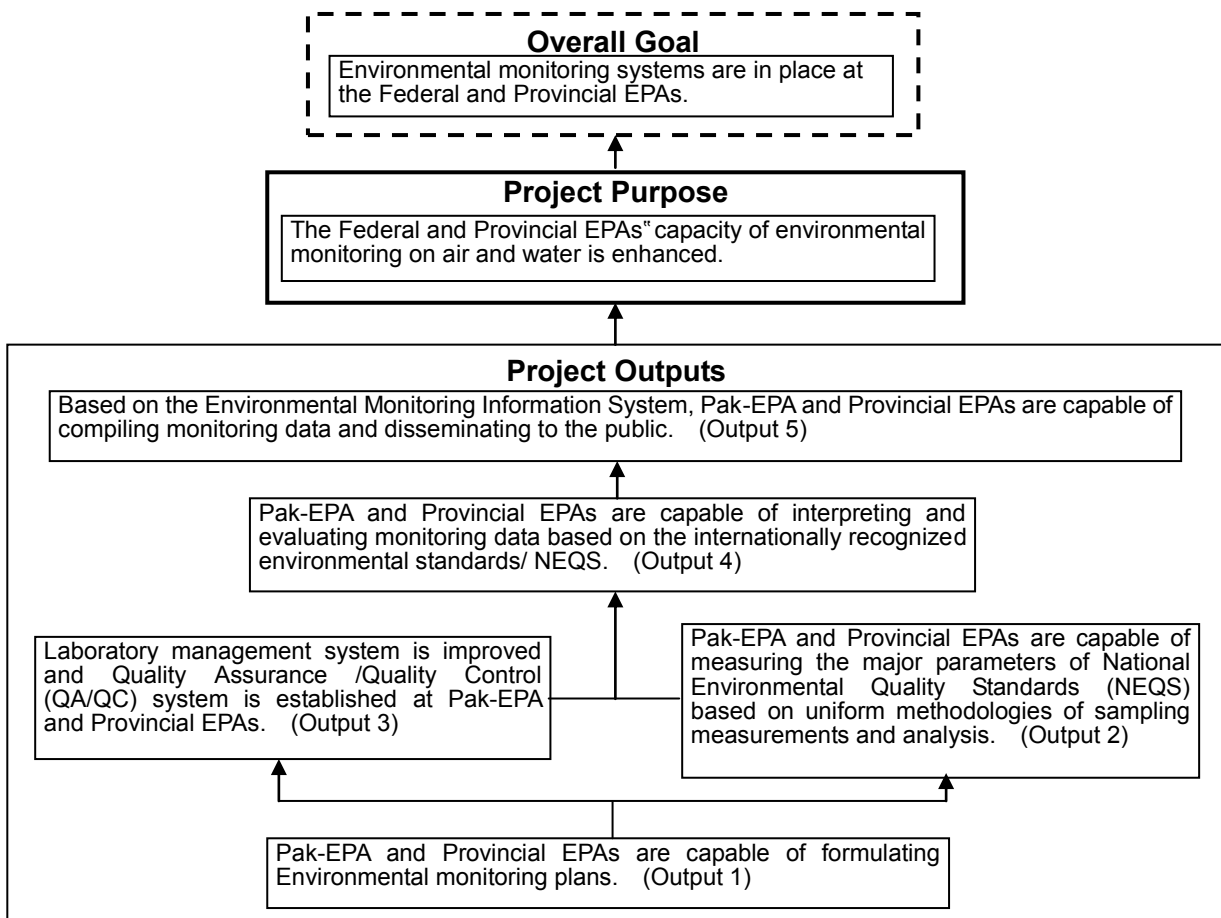 Overall Goal
Environmental monitoring systems are in place at
the Federal and Provincial EPAs.
Project Purpose
The Federal and Provincial EPAs‟ capacity of environmental
monitoring on air and water is enhanced.
Project Outputs
Based on the Environmental Monitoring Information System, Pak-EPA and Provincial EPAs are capable of
compiling monitoring data and disseminating to the public. (Output 5)
Pak-EPA and Provincial EPAs are capable of interpreting and
evaluating monitoring data based on the internationally recognized
environmental standards/ NEQS. (Output 4)
Laboratory management system is improved
and Quality Assurance /Quality Control
(QA/QC) system is established at Pak-EPA
and Provincial EPAs. (Output 3)
Pak-EPA and Provincial EPAs are capable of
measuring the major parameters of National
Environmental Quality Standards (NEQS)
based on uniform methodologies of sampling
measurements and analysis. (Output 2)
Pak-EPA and Provincial EPAs are capable of formulating
Environmental monitoring plans. (Output 1)